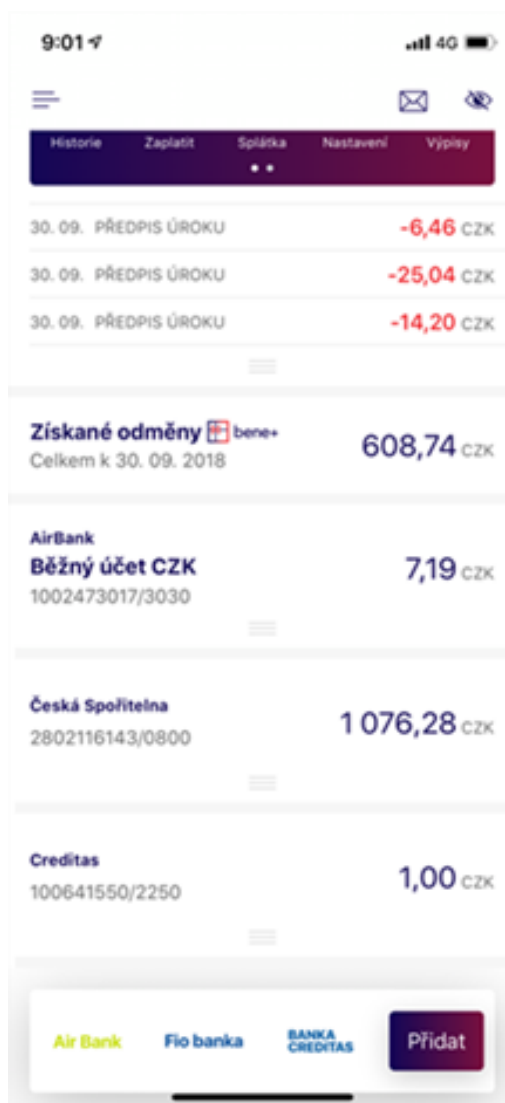 9:01 4G
Historie Zaplatit Splátka Nastavení Výpisy
30. 09. PŘEDPIS ÚROKU -6,46 CZK
30. 09. PŘEDPIS ÚROKU -25,04 CZK
30. 09. PŘEDPIS ÚROKU -14,20 CZK
Získané odměny bene+
608,74 CZK
Celkem k 30. 09. 2018
AirBank
Běžný účet CZK 7,19 CZK
1002473017/3030
Česká Spořitelna
1 076,28 CZK
2802116143/0800
Creditas
1,00 CZK
100641550/2250
Air Bank Fio banka BANKA CREDITAS Přidat